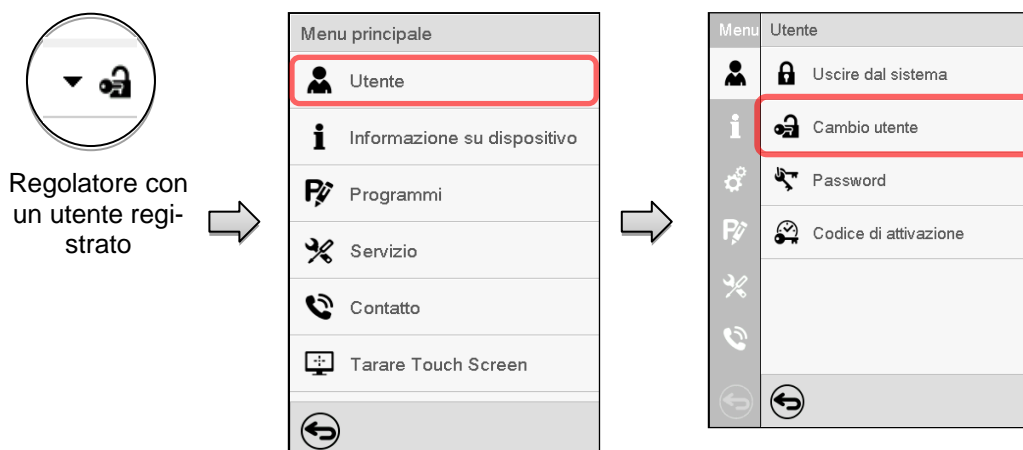 Regolatore con
un utente regi-
strato
Menu principale
Utente
Informazione su dispositivo
Programmi
Servizio
Contatto
Tarare Touch Screen
Menu
Utente
Uscire dal sistema
Cambio utente
Password
Codice di attivazione